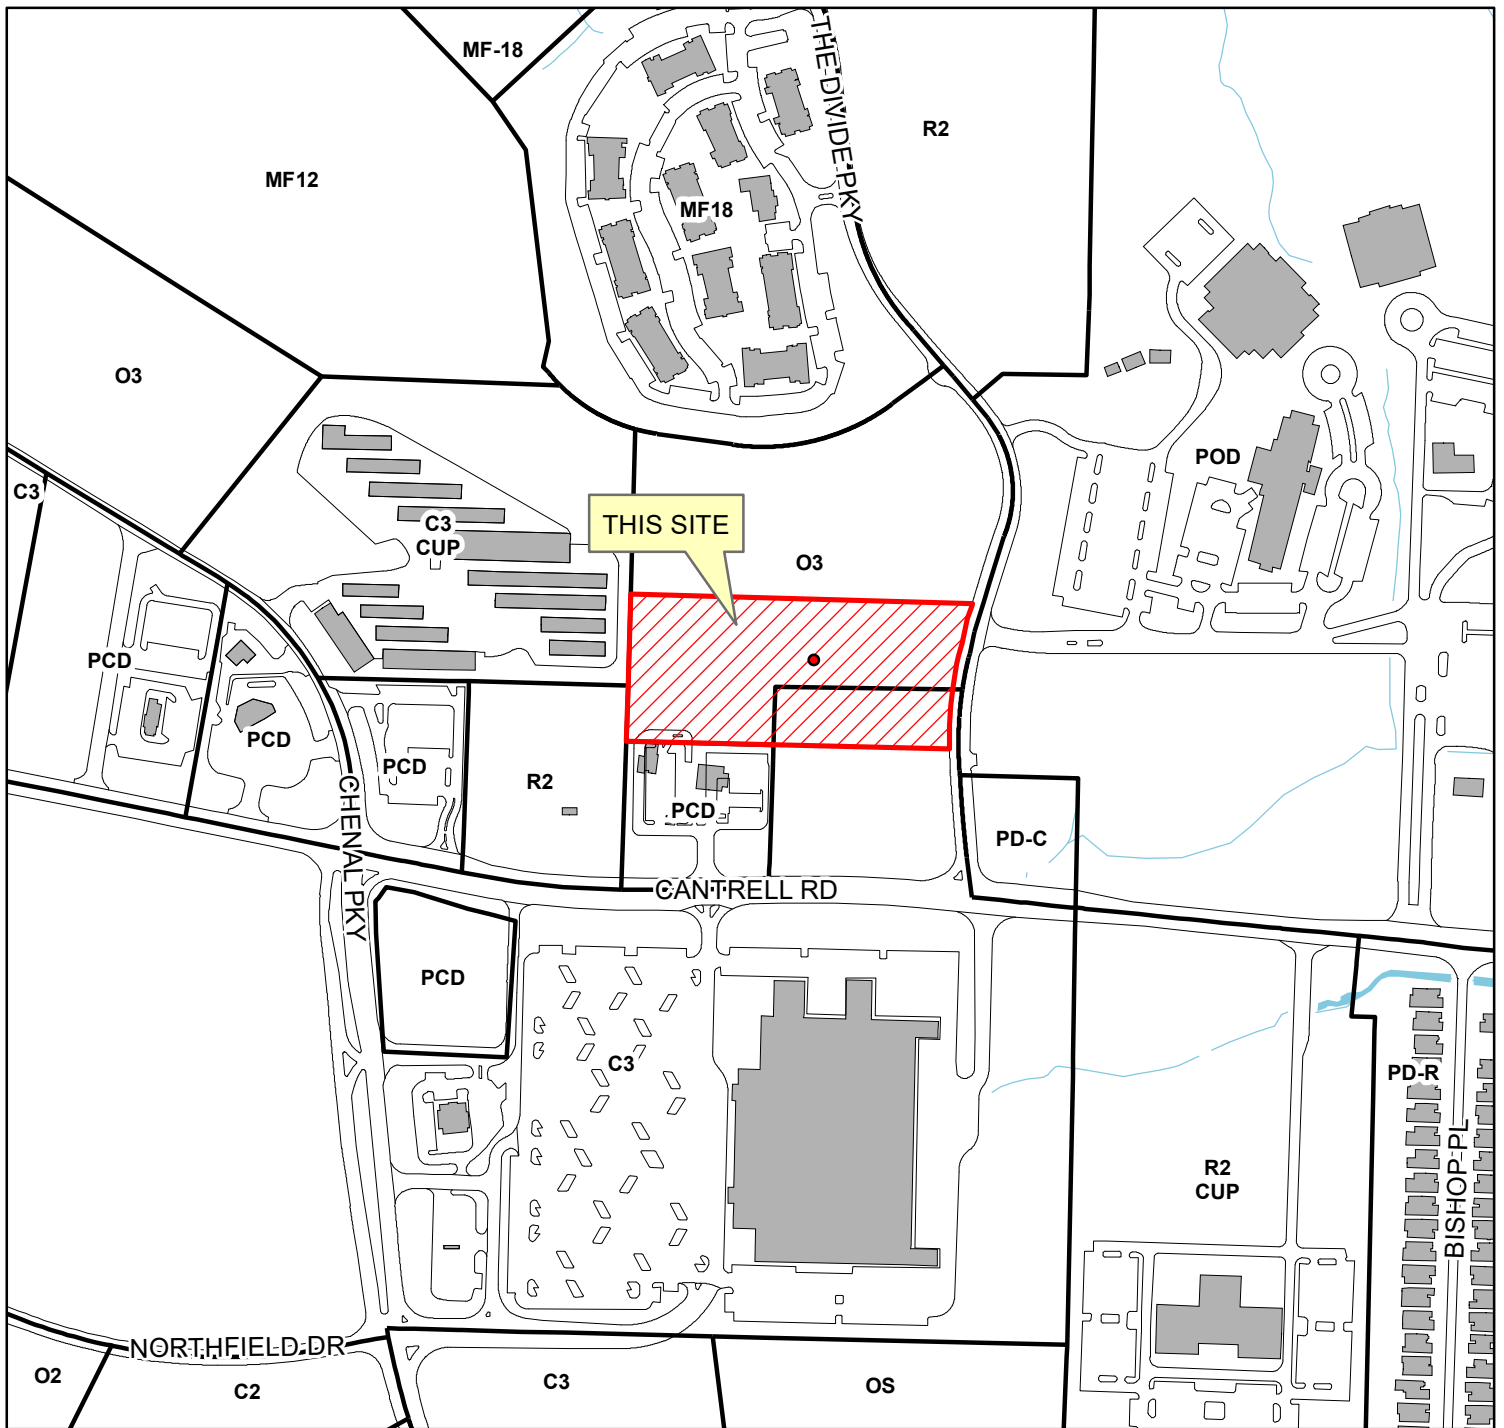 MF-18
THE DIVIDE PKY
R2
MF12
MF18
O3
POD
C3
C3
CUP
THIS SITE
O3
PCD
PCD
PCD
R2
PCD
PD-C
CHENAL PKY
CANTRELL RD
PCD
C3
PD-R
BISHOP PL
R2
CUP
NORTHFIELD DR
O2
C2
C3
OS